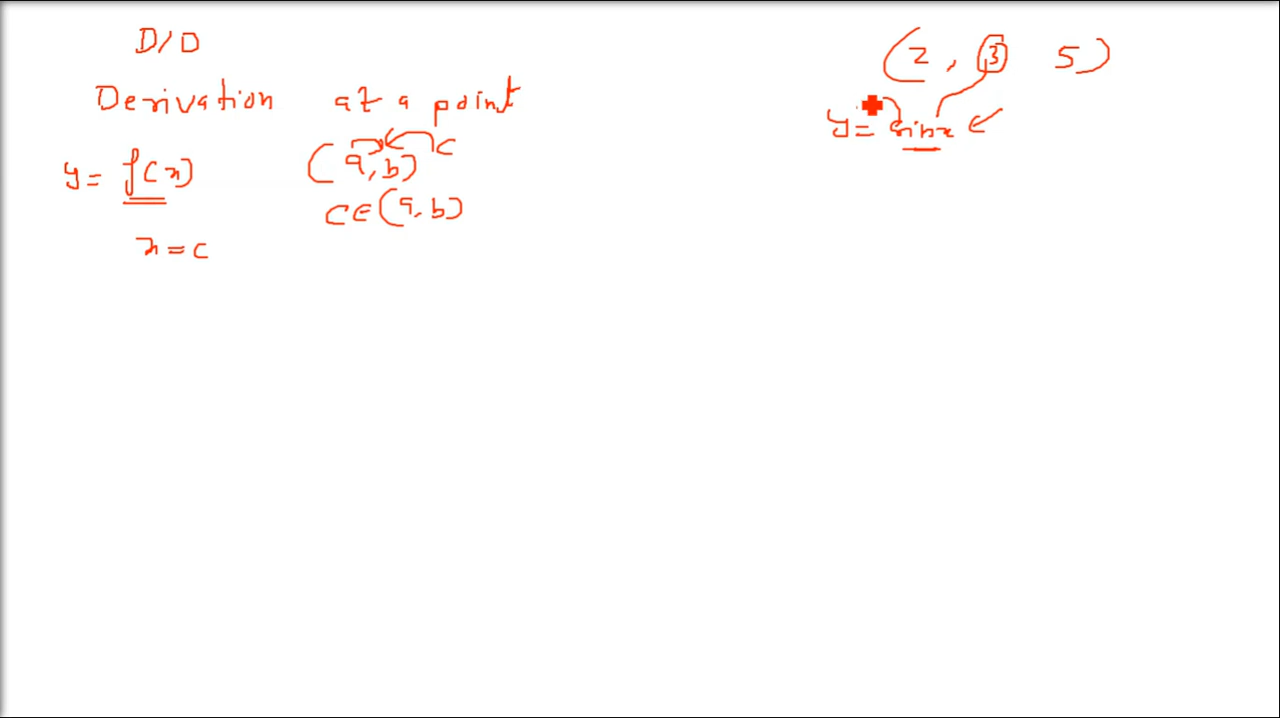 D/D
Derivation at a point
y = f(x) (a, b) c
c∈(a, b)
x = c
(2, 3 5)
y = sinx